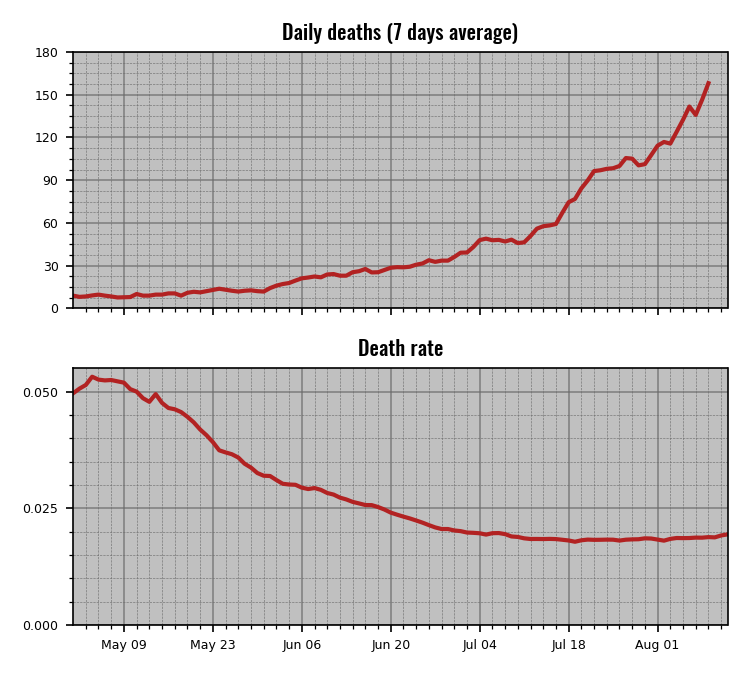 Daily deaths (7 days average)
180
150
120
90
60
30
0
Death rate
0.050
0.025
0.000
May 09
May 23
Jun 06
Jun 20
Jul 04
Jul 18
Aug 01